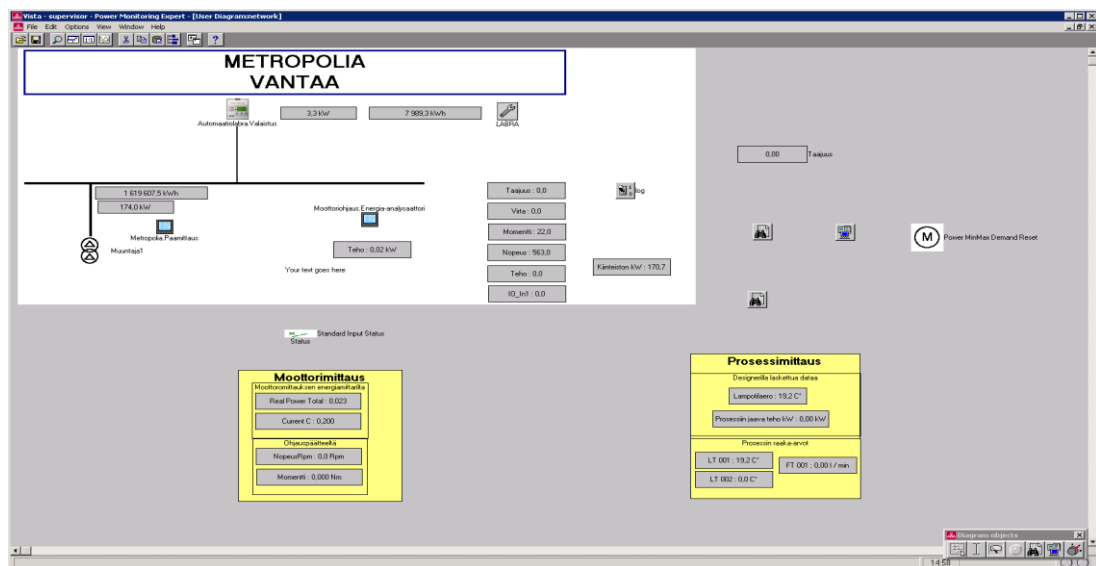 Vista - supervisor - Power Monitoring Expert - [User Diagram:network]
File Edit Options View Window Help
METROPOLIA
VANTAA
3,3 kW
7 989,3 kWh
Automaatiolabra.Valaistus
LABRA
0,00
Taajuus
1 619 607,5 kWh
174,0 kW
Metropolia.Paamittaus
Muuntaja1
Moottoriohjaus.Energia-analysaattori
Teho : 0,02 kW
Your text goes here
Taajuus : 0,0
Virta : 0,0
Momentti : 22,0
Nopeus : 563,0
Teho : 0,0
IO_In1 : 0,0
log
Kiinteiston kW : 170,7
M
Power MinMax Demand Reset
Standard Input Status
Status
Moottorimittaus
Moottoromittauksen energiamittarilta
Real Power Total : 0,023
Current C : 0,200
Ohjauspäätteeltä
NopeusRpm : 0,0 Rpm
Momentti : 0,000 Nm
Prosessimittaus
Designerilla laskettua dataa
Lampotilaero : 19,2 C°
Prosessiin jaava teho kW : 0,00 kW
Prosessin raaka-arvot
LT 001 : 19,2 C°
FT 001 : 0,00 l / min
LT 002 : 0,0 C°
Diagram objects
14:58